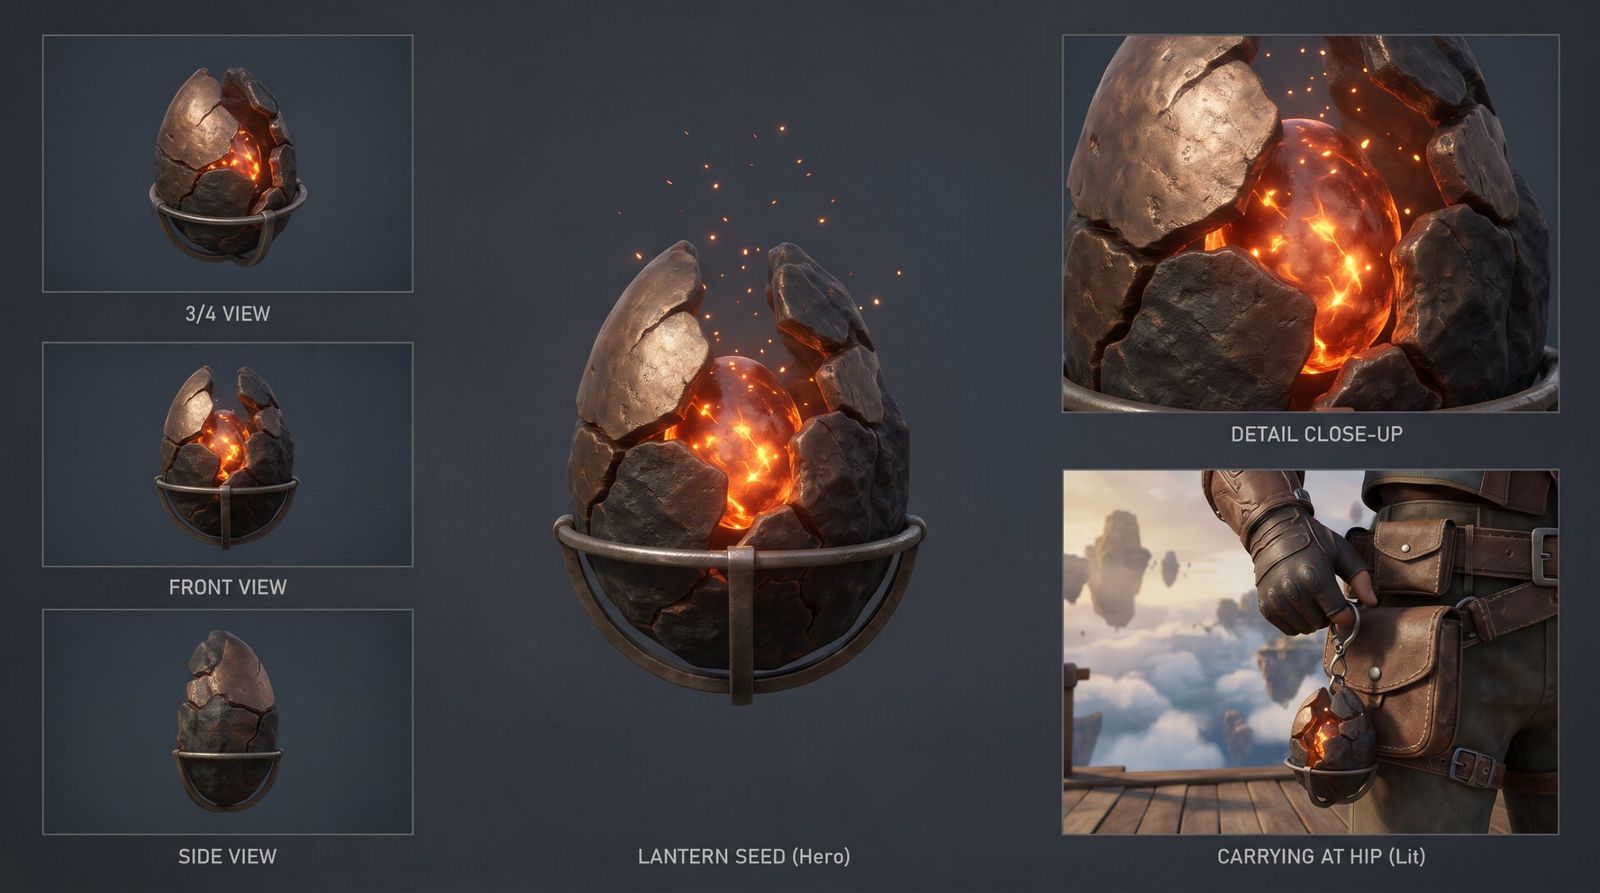 3/4 VIEW
FRONT VIEW
SIDE VIEW
LANTERN SEED (Hero)
DETAIL CLOSE-UP
CARRYING AT HIP (Lit)